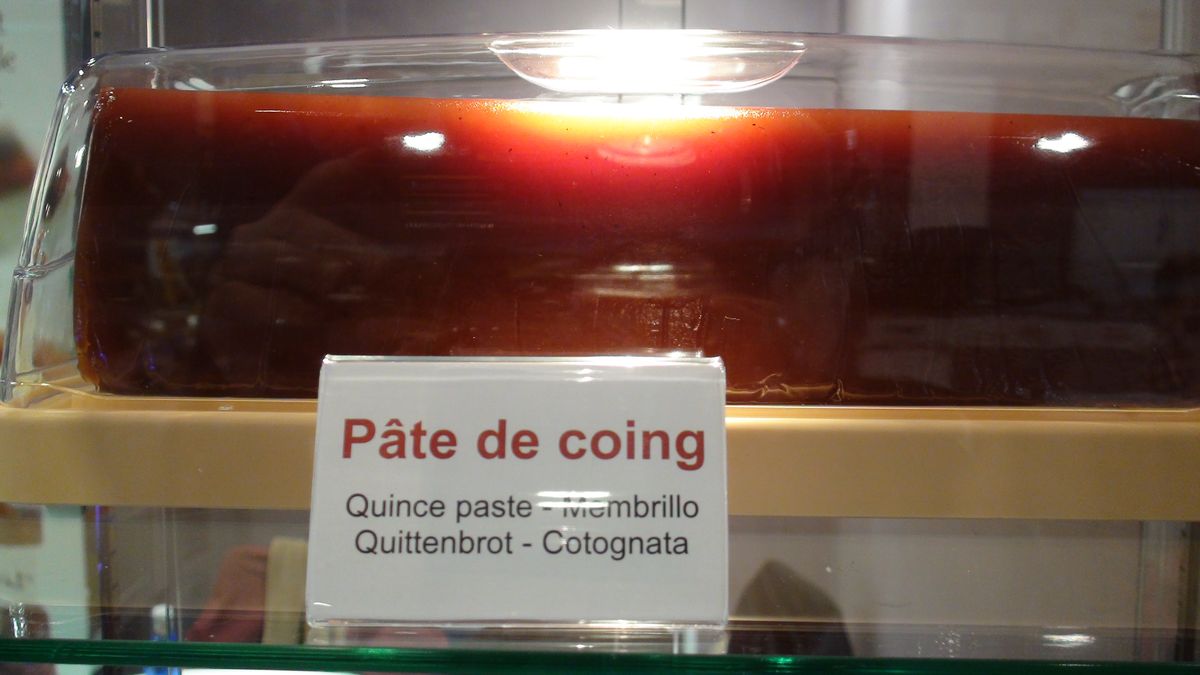 Pâte de coing
Quince paste - Membrillo
Quittenbrot - Cotognata